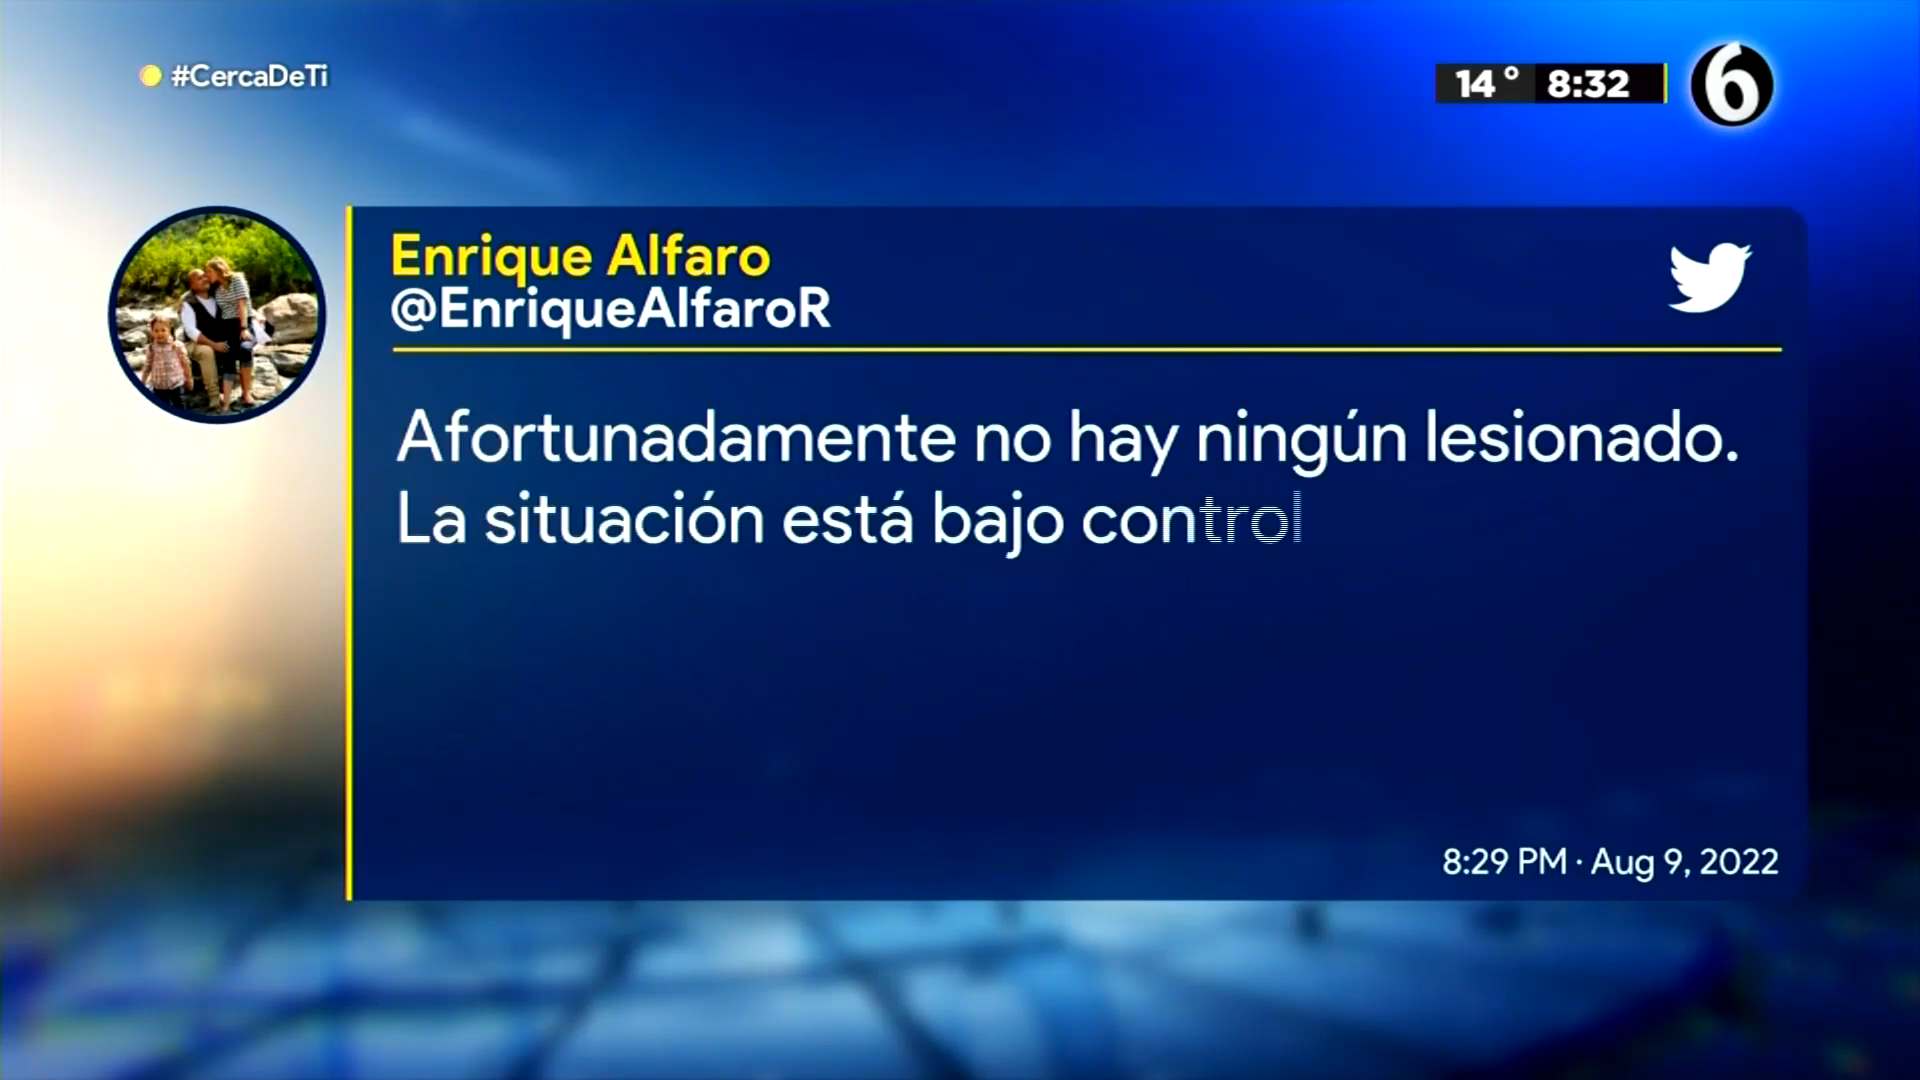 #CercaDeTi
14° 8:32
6
Enrique Alfaro
@EnriqueAlfaroR
Afortunadamente no hay ningún lesionado.
La situación está bajo control
8:29 PM · Aug 9, 2022